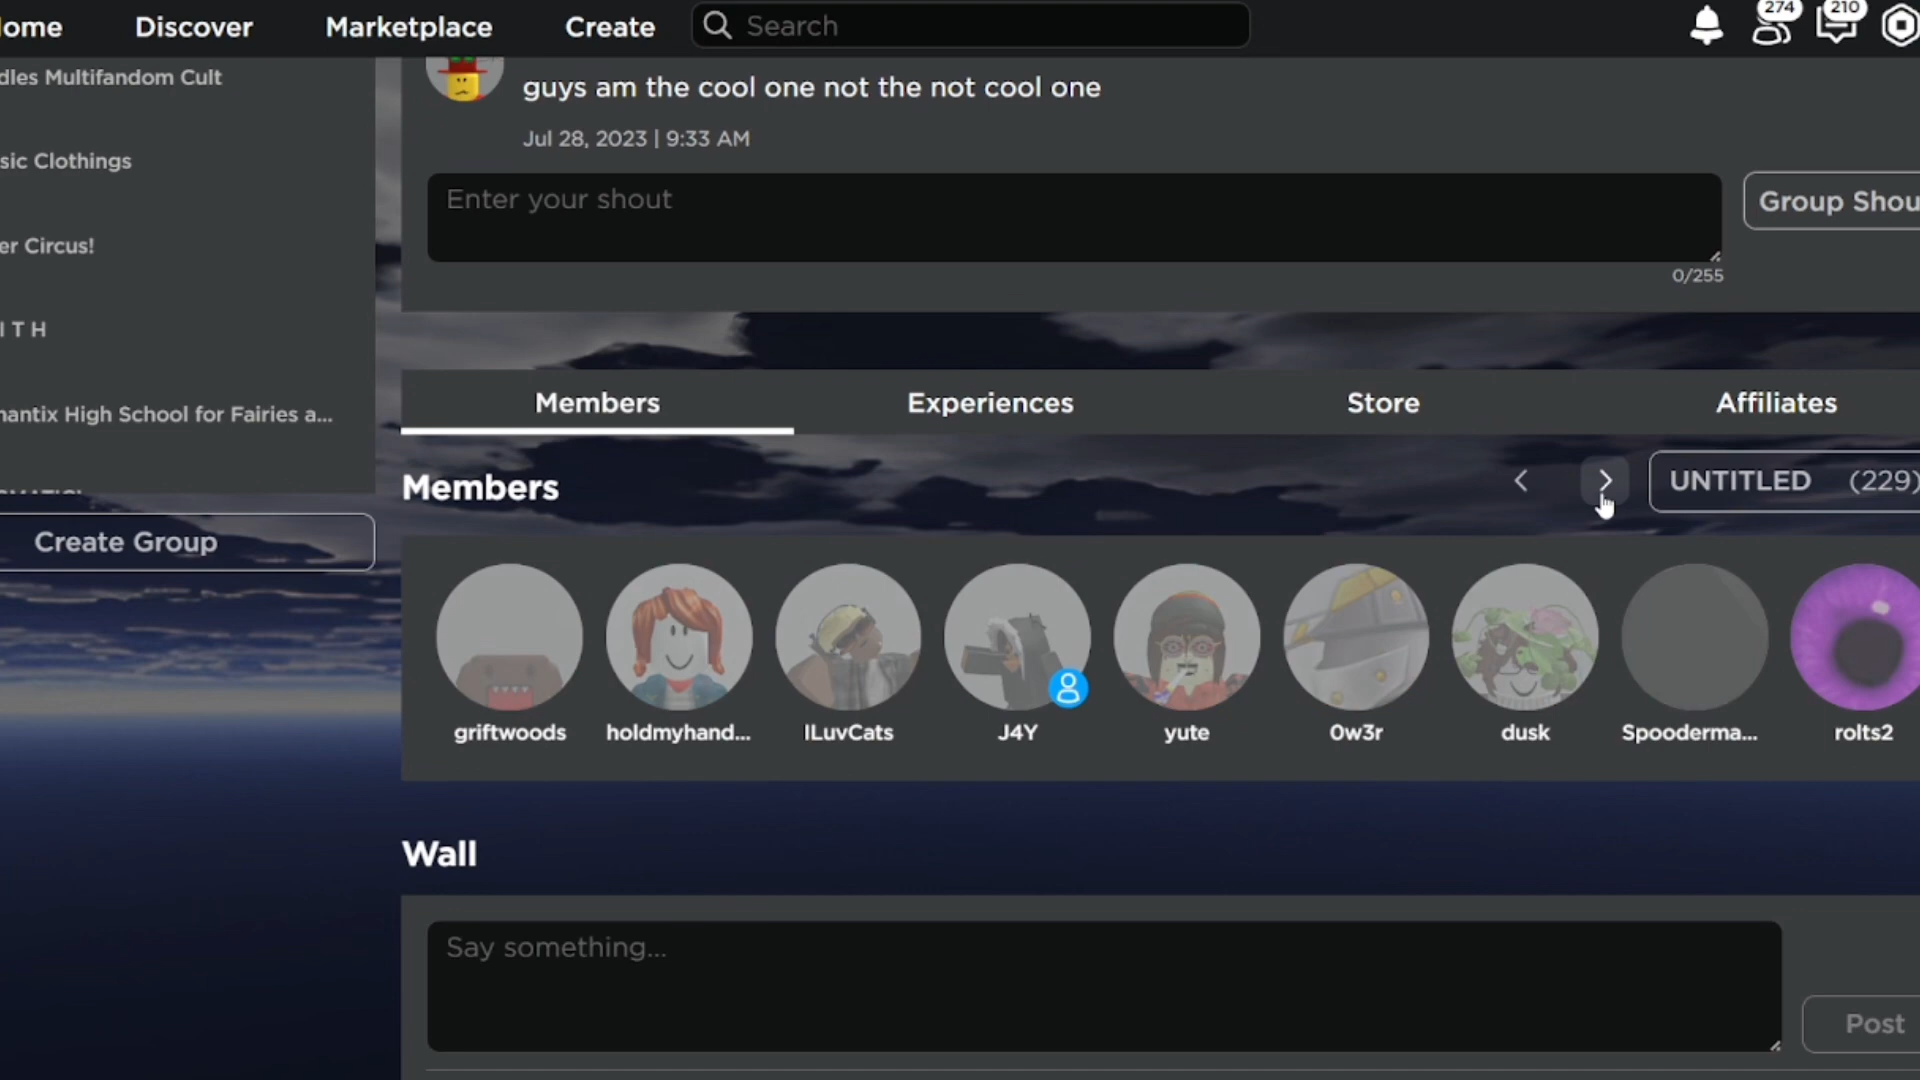 ome Discover Marketplace Create Search 274 210
dles Multifandom Cult
sic Clothings
er Circus!
I T H
nantix High School for Fairies a...
Create Group
guys am the cool one not the not cool one
Jul 28, 2023 | 9:33 AM
Enter your shout
Group Shou
0/255
Members Experiences Store Affiliates
Members
UNTITLED (229)
griftwoods holdmyhand... ILuvCats J4Y yute 0w3r dusk Spooderma... rolts2
Wall
Say something...
Post